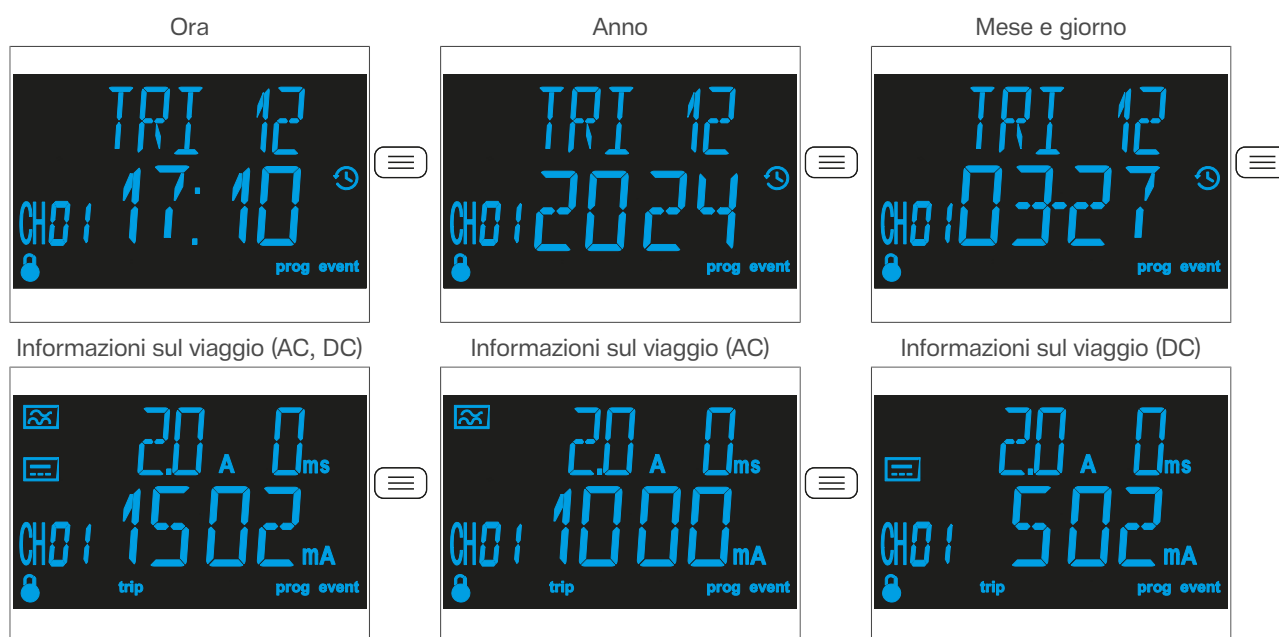 Ora
TRI 12
17:10
CH01
prog event
Anno
TRI 12
2024
CH01
prog event
Mese e giorno
TRI 12
03-27
CH01
prog event
Informazioni sul viaggio (AC, DC)
2.0 A 0 ms
1502 mA
CH01
trip prog event
Informazioni sul viaggio (AC)
2.0 A 0 ms
1000 mA
CH01
trip prog event
Informazioni sul viaggio (DC)
2.0 A 0 ms
502 mA
CH01
trip prog event